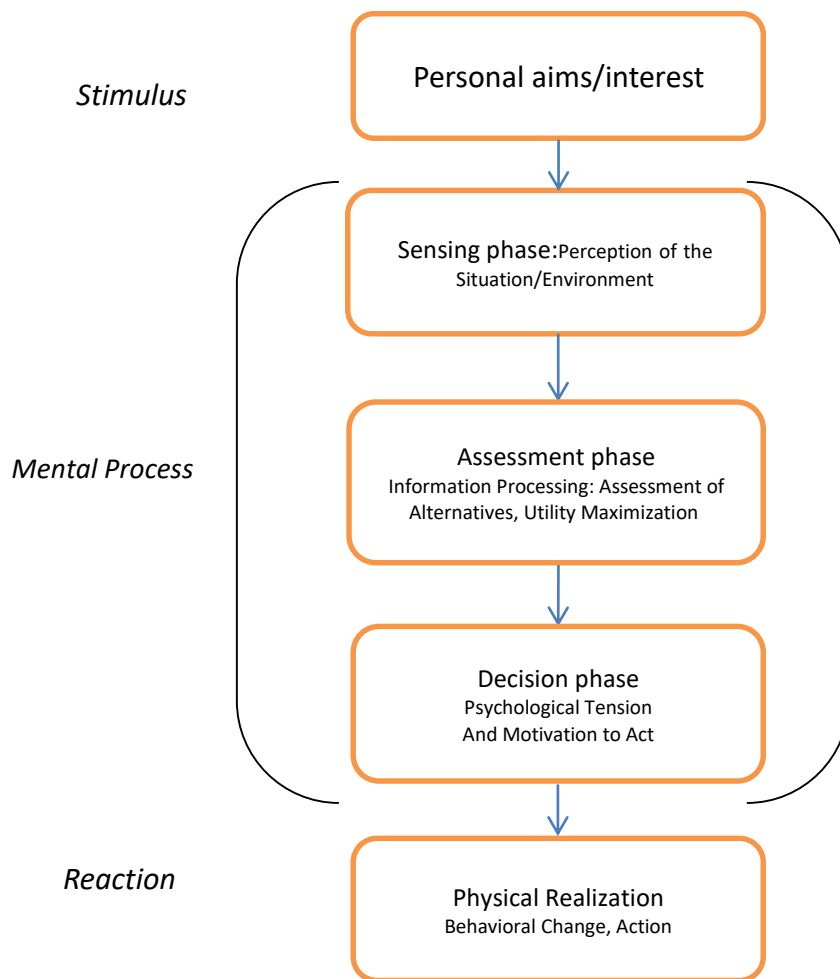 Stimulus
Personal aims/interest
Sensing phase:Perception of the
Situation/Environment
Mental Process
Assessment phase
Information Processing: Assessment of
Alternatives, Utility Maximization
Decision phase
Psychological Tension
And Motivation to Act
Reaction
Physical Realization
Behavioral Change, Action